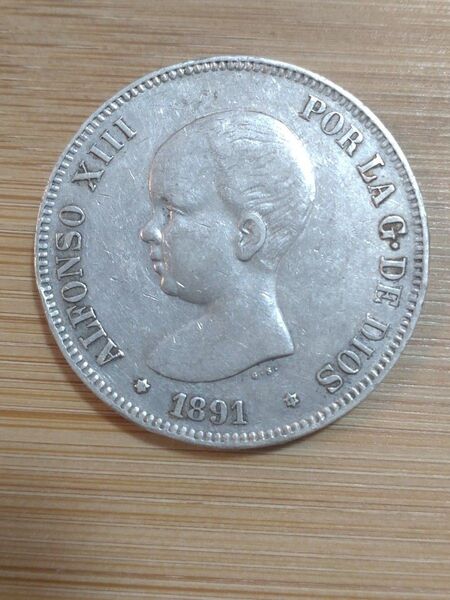 ALFONSO XIII POR LA G. DE DIOS
G.S.
1891